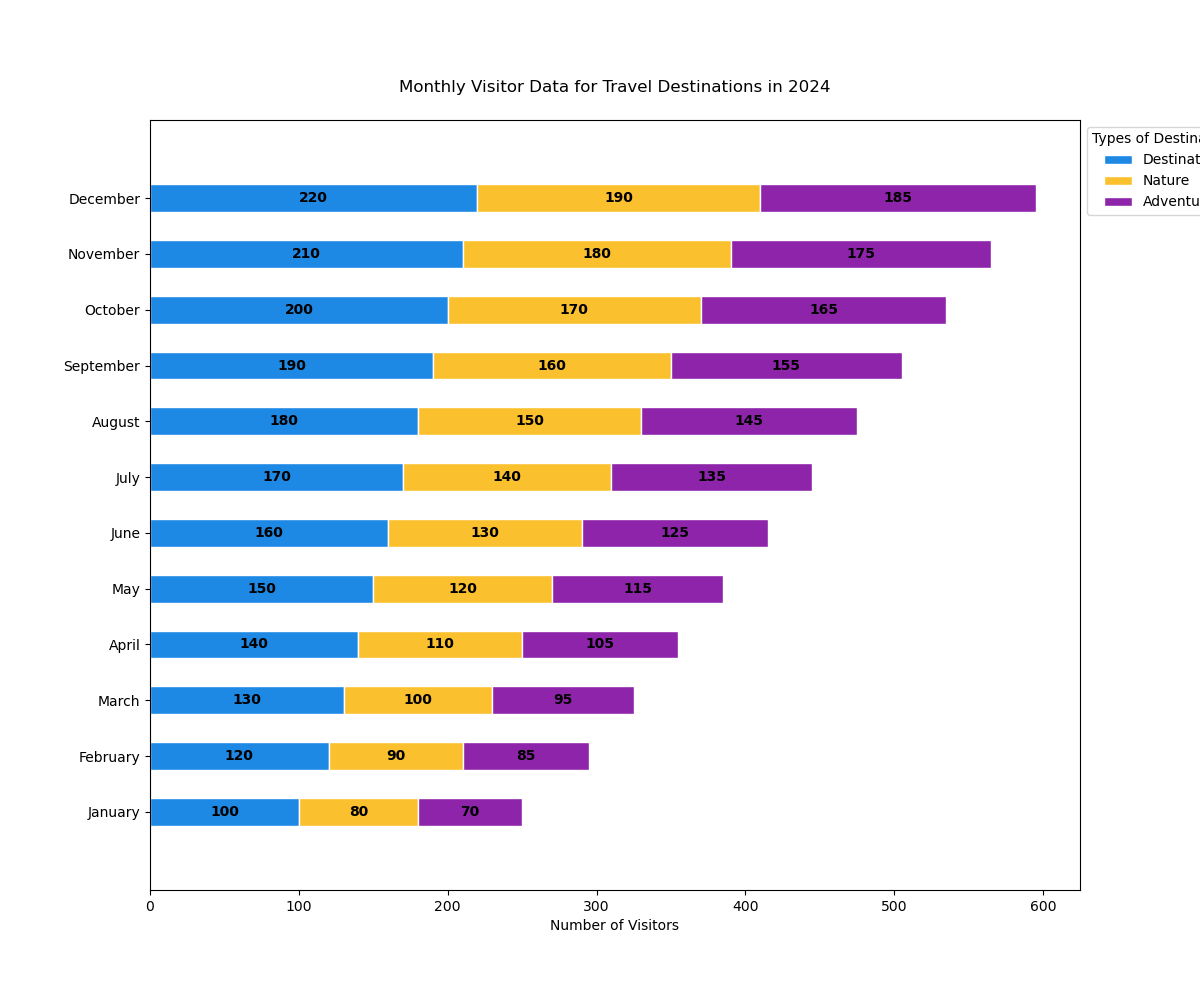 Monthly Visitor Data for Travel Destinations in 2024
Types of Destina
Destinat
Nature
Adventu
December 220 190 185
November 210 180 175
October 200 170 165
September 190 160 155
August 180 150 145
July 170 140 135
June 160 130 125
May 150 120 115
April 140 110 105
March 130 100 95
February 120 90 85
January 100 80 70
0 100 200 300 400 500 600
Number of Visitors